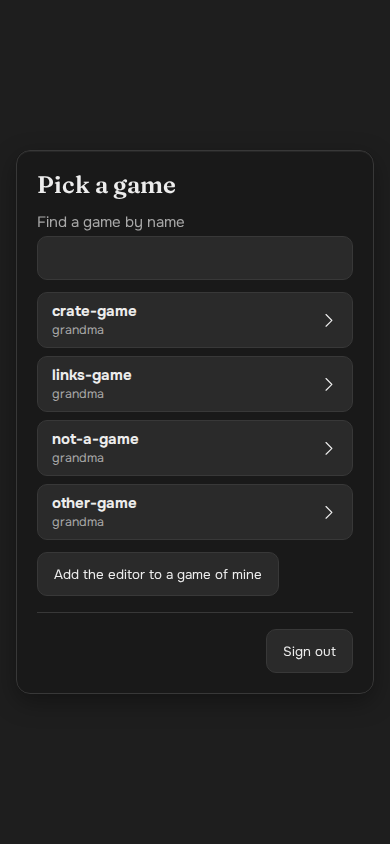 Pick a game
Find a game by name
crate-game
grandma
links-game
grandma
not-a-game
grandma
other-game
grandma
Add the editor to a game of mine
Sign out